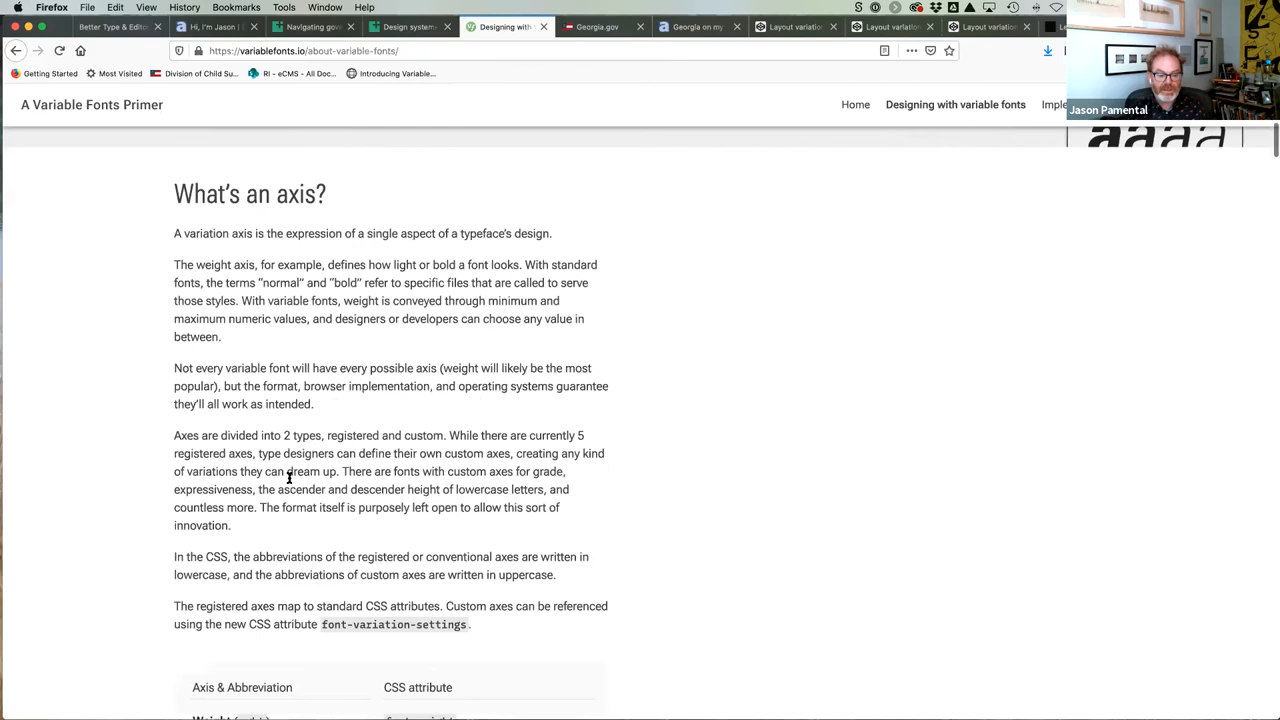 Firefox File Edit View History Bookmarks Tools Window Help
Better Type & Editor
Hi, I'm Jason
Navigating gov
Design system
Designing with
Georgia.gov
Georgia on my
Layout variation
Layout variation
Layout variation
https://variablefonts.io/about-variable-fonts/
Getting Started Most Visited Division of Child Su... RI - eCMS - All Doc... Introducing Variable...
A Variable Fonts Primer
Home Designing with variable fonts Imple
Jason Pamental
aaaa
What's an axis?
A variation axis is the expression of a single aspect of a typeface's design.
The weight axis, for example, defines how light or bold a font looks. With standard
fonts, the terms “normal” and “bold” refer to specific files that are called to serve
those styles. With variable fonts, weight is conveyed through minimum and
maximum numeric values, and designers or developers can choose any value in
between.
Not every variable font will have every possible axis (weight will likely be the most
popular), but the format, browser implementation, and operating systems guarantee
they'll all work as intended.
Axes are divided into 2 types, registered and custom. While there are currently 5
registered axes, type designers can define their own custom axes, creating any kind
of variations they can dream up. There are fonts with custom axes for grade,
expressiveness, the ascender and descender height of lowercase letters, and
countless more. The format itself is purposely left open to allow this sort of
innovation.
In the CSS, the abbreviations of the registered or conventional axes are written in
lowercase, and the abbreviations of custom axes are written in uppercase.
The registered axes map to standard CSS attributes. Custom axes can be referenced
using the new CSS attribute font-variation-settings.
Axis & Abbreviation CSS attribute